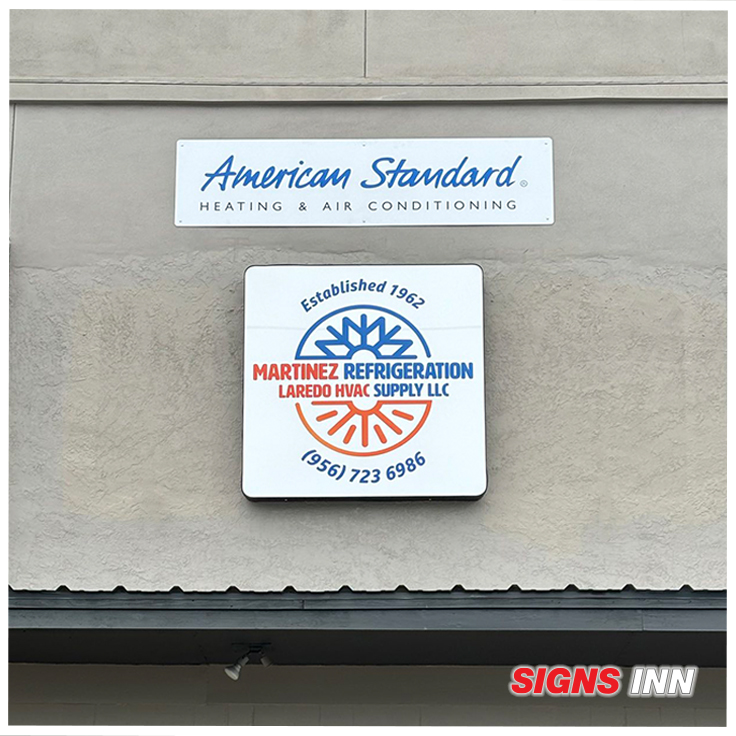 American Standard ®
HEATING & AIR CONDITIONING
Established 1962
MARTINEZ REFRIGERATION
LAREDO HVAC SUPPLY LLC
(956) 723 6986
SIGNS INN